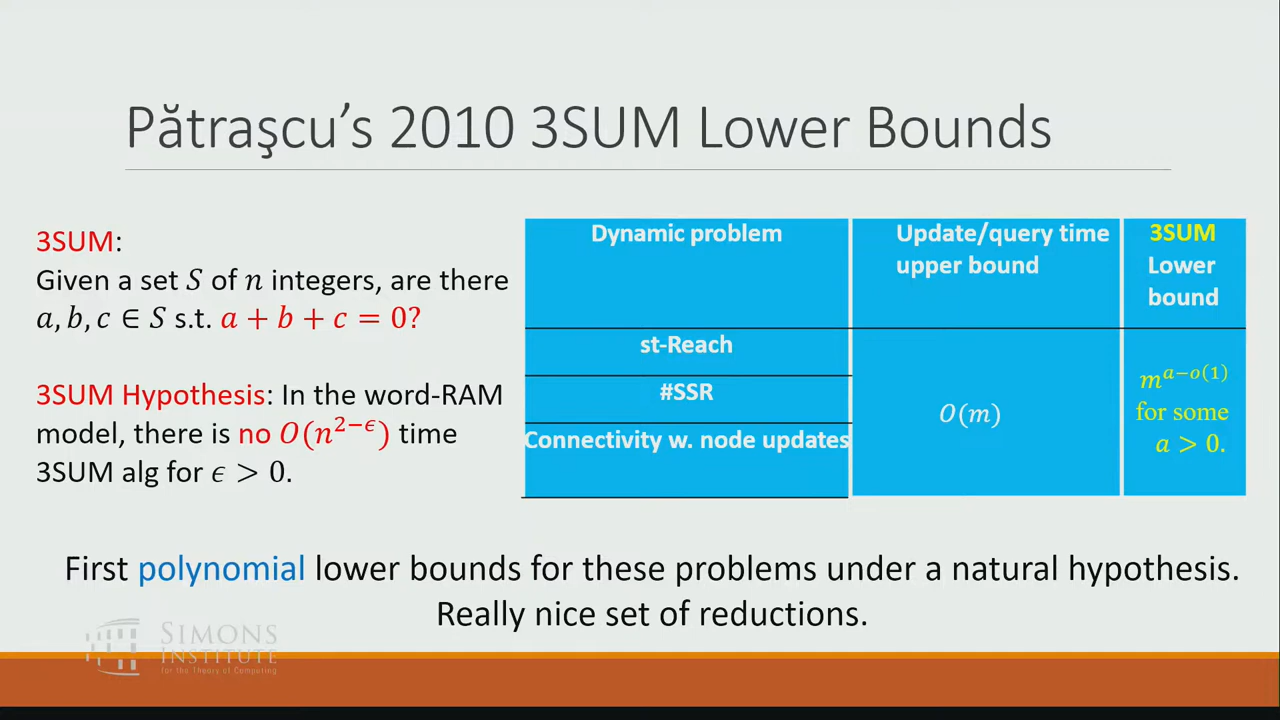 Pătraşcu's 2010 3SUM Lower Bounds
3SUM:
Given a set S of n integers, are there
a, b, c ∈ S s.t. a + b + c = 0?
3SUM Hypothesis: In the word-RAM
model, there is no O(n^{2−ϵ}) time
3SUM alg for ϵ > 0.
Dynamic problem
Update/query time
upper bound
3SUM
Lower
bound
st-Reach
#SSR
Connectivity w. node updates
O(m)
m^{a−o(1)}
for some
a > 0.
First polynomial lower bounds for these problems under a natural hypothesis.
Really nice set of reductions.
SIMONS
INSTITUTE
for the Theory of Computing